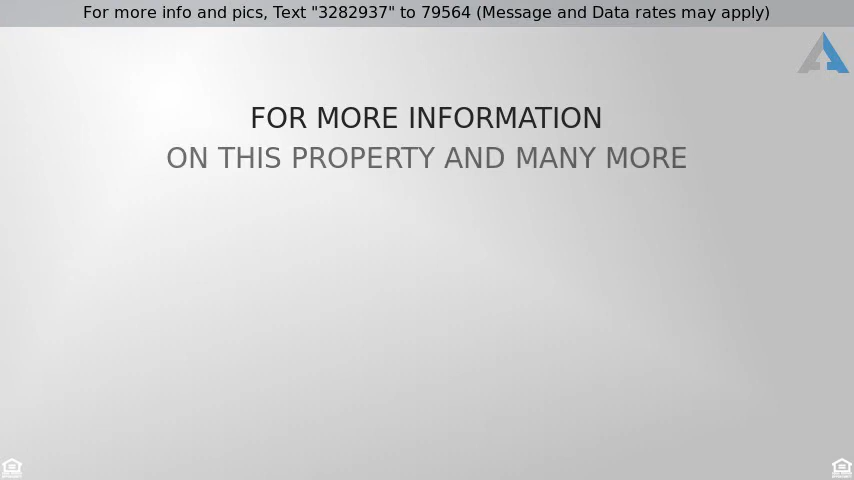 For more info and pics, Text "3282937" to 79564 (Message and Data rates may apply)
FOR MORE INFORMATION
ON THIS PROPERTY AND MANY MORE